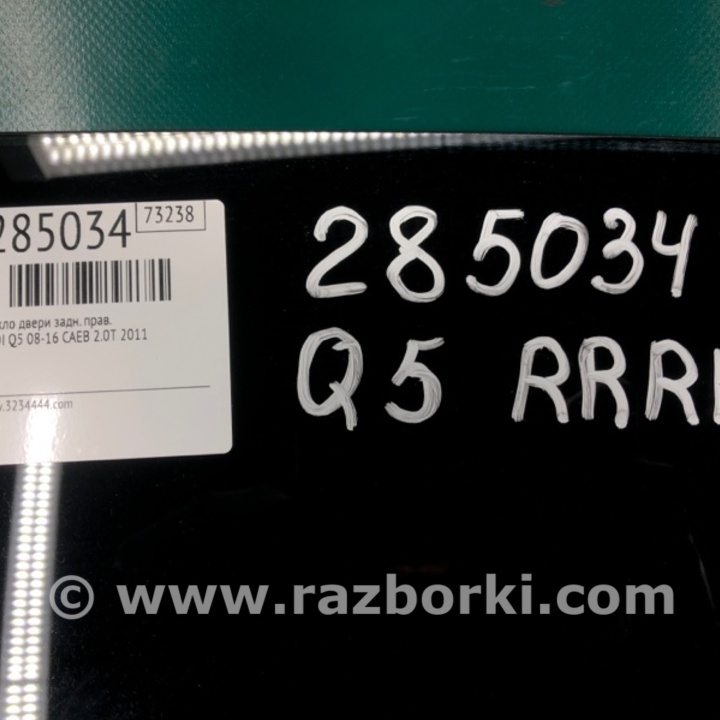 285034 73238
кло двери задн. прав.
DI Q5 08-16 CAEB 2.0T 2011
w.3234444.com
285034
Q5 RRR
© www.razborki.com